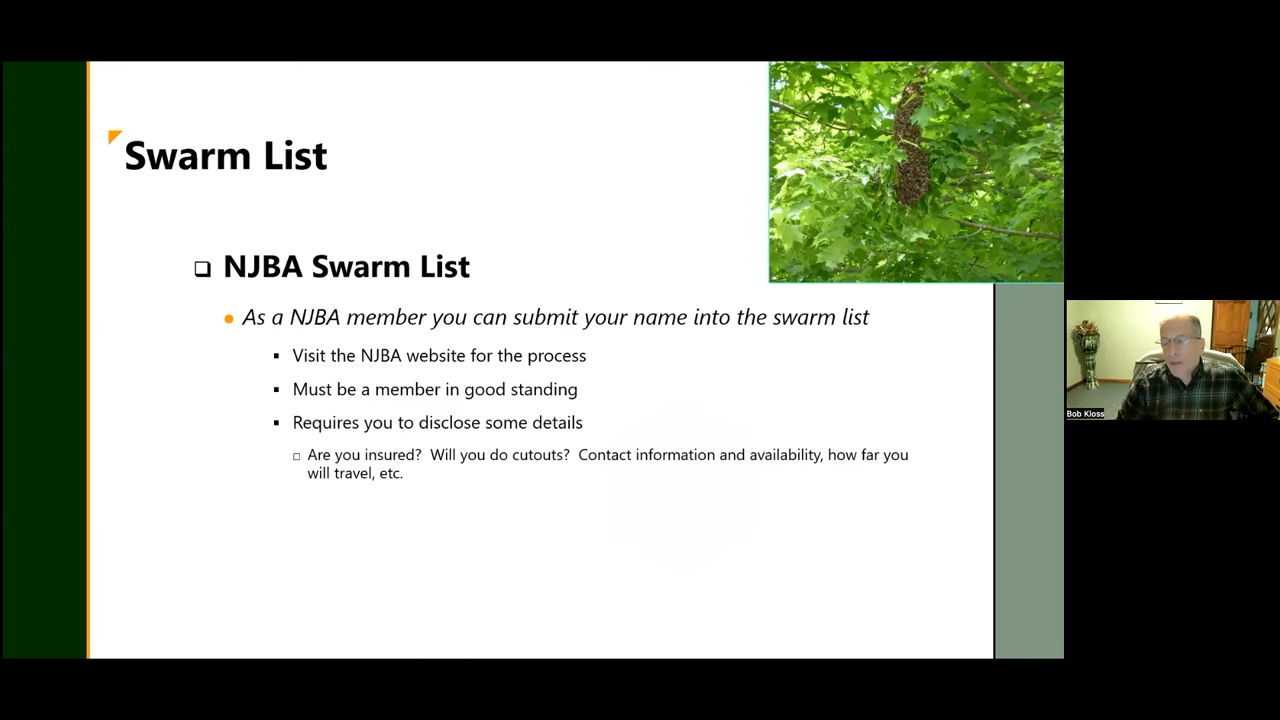 Swarm List
NJBA Swarm List
As a NJBA member you can submit your name into the swarm list
Visit the NJBA website for the process
Must be a member in good standing
Requires you to disclose some details
Are you insured?  Will you do cutouts?  Contact information and availability, how far you
will travel, etc.
Bob Kloss